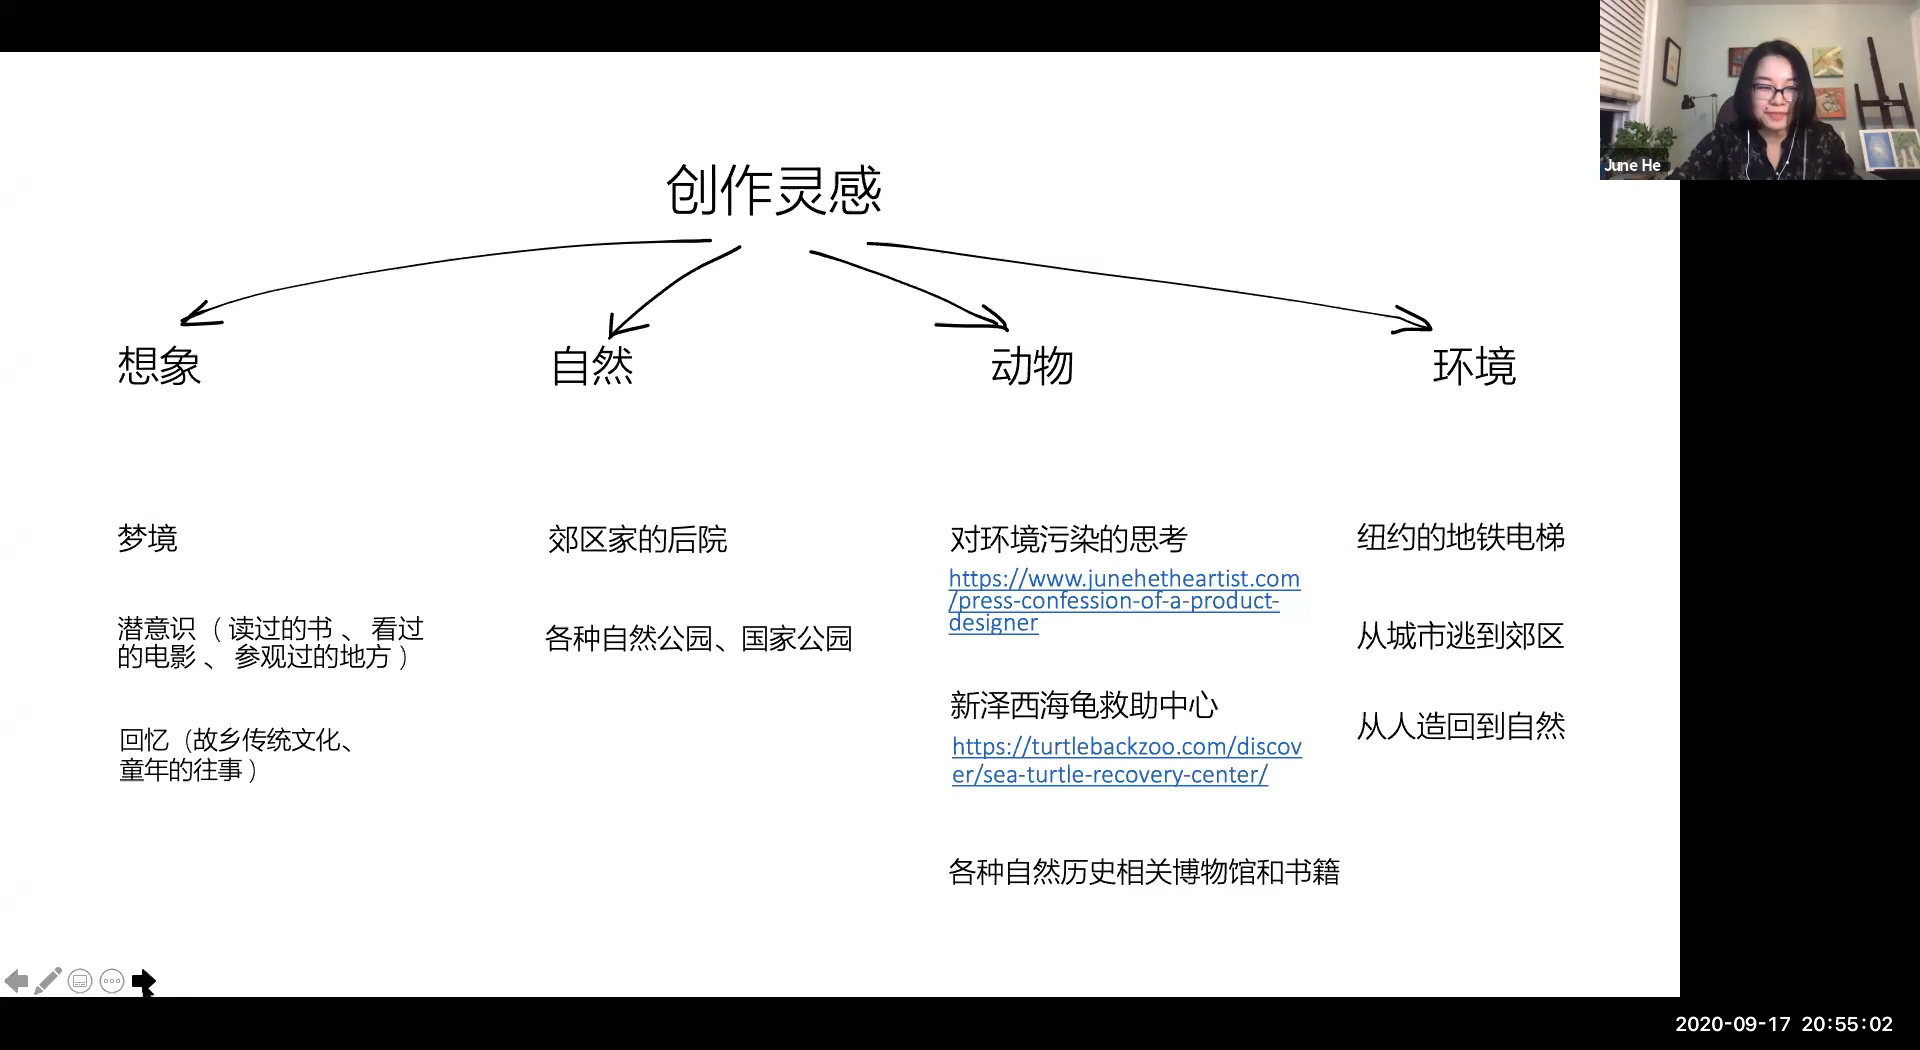 June He
创作灵感
想象
自然
动物
环境
梦境
潜意识（读过的书、看过
的电影、参观过的地方）
回忆（故乡传统文化、
童年的往事）
郊区家的后院
各种自然公园、国家公园
对环境污染的思考
https://www.junehetheartist.com
/press-confession-of-a-product-
designer
新泽西海龟救助中心
https://turtlebackzoo.com/discov
er/sea-turtle-recovery-center/
各种自然历史相关博物馆和书籍
纽约的地铁电梯
从城市逃到郊区
从人造回到自然
2020-09-17 20:55:02